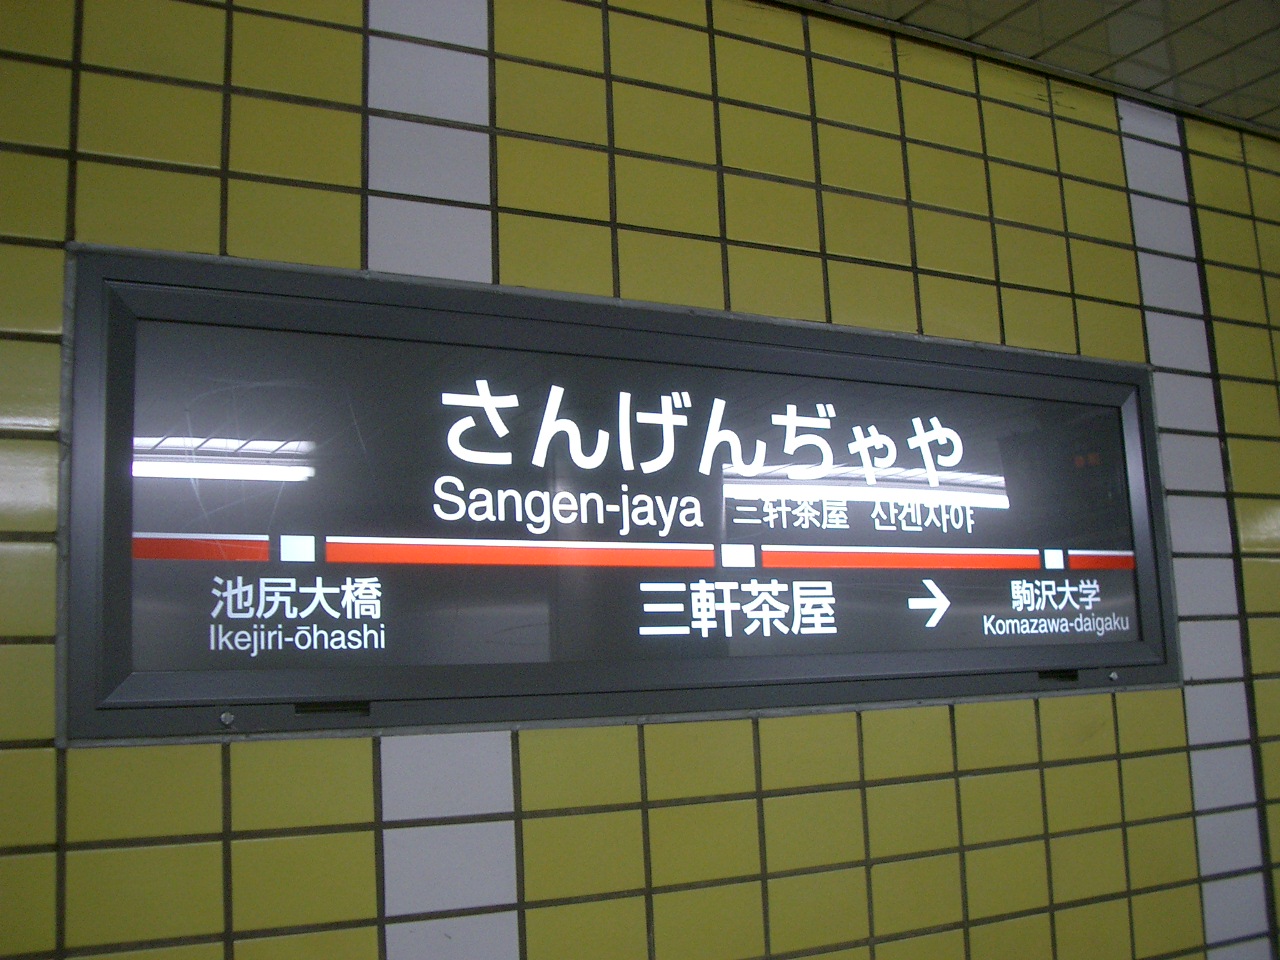 さんげんぢゃや
Sangen-jaya 三轩茶屋 산겐자야
池尻大橋 三軒茶屋 → 駒沢大学
Ikejiri-ōhashi Komazawa-daigaku